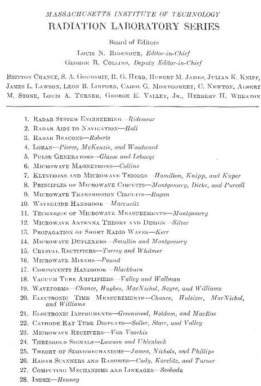 MASSACHUSETTS INSTITUTE OF TECHNOLOGY
RADIATION LABORATORY SERIES
Board of Editors
LOUIS N. RIDENOUR, Editor-in-Chief
GEORGE B. COLLINS, Deputy Editor-in-Chief
BRITTON CHANCE, S. A. GOUDSMIT, R. G. HERB, HUBERT M. JAMES, JULIAN K. KNIPP,
JAMES L. LAWSON, LEON B. LINFORD, CAROL G. MONTGOMERY, C. NEWTON, ALBERT
M. STONE, LOUIS A. TURNER, GEORGE E. VALLEY, JR., HERBERT H. WHEATON
1. RADAR SYSTEM ENGINEERING—Ridenour
2. RADAR AIDS TO NAVIGATION—Hall
3. RADAR BEACONS—Roberts
4. LORAN—Pierce, McKenzie, and Woodward
5. PULSE GENERATORS—Glasoe and Lebacqz
6. MICROWAVE MAGNETRONS—Collins
7. KLYSTRONS AND MICROWAVE TRIODES—Hamilton, Knipp, and Kuper
8. PRINCIPLES OF MICROWAVE CIRCUITS—Montgomery, Dicke, and Purcell
9. MICROWAVE TRANSMISSION CIRCUITS—Ragan
10. WAVEGUIDE HANDBOOK—Marcuvitz
11. TECHNIQUE OF MICROWAVE MEASUREMENTS—Montgomery
12. MICROWAVE ANTENNA THEORY AND DESIGN—Silver
13. PROPAGATION OF SHORT RADIO WAVES—Kerr
14. MICROWAVE DUPLEXERS—Smullin and Montgomery
15. CRYSTAL RECTIFIERS—Torrey and Whitmer
16. MICROWAVE MIXERS—Pound
17. COMPONENTS HANDBOOK—Blackburn
18. VACUUM TUBE AMPLIFIERS—Valley and Wallman
19. WAVEFORMS—Chance, Hughes, MacNichol, Sayre, and Williams
20. ELECTRONIC TIME MEASUREMENTS—Chance, Hulsizer, MacNichol,
and Williams
21. ELECTRONIC INSTRUMENTS—Greenwood, Holdam, and MacRae
22. CATHODE RAY TUBE DISPLAYS—Soller, Starr, and Valley
23. MICROWAVE RECEIVERS—Van Voorhis
24. THRESHOLD SIGNALS—Lawson and Uhlenbeck
25. THEORY OF SERVOMECHANISMS—James, Nichols, and Phillips
26. RADAR SCANNERS AND RADOMES—Cady, Karelitz, and Turner
27. COMPUTING MECHANISMS AND LINKAGES—Svoboda
28. INDEX—Henney